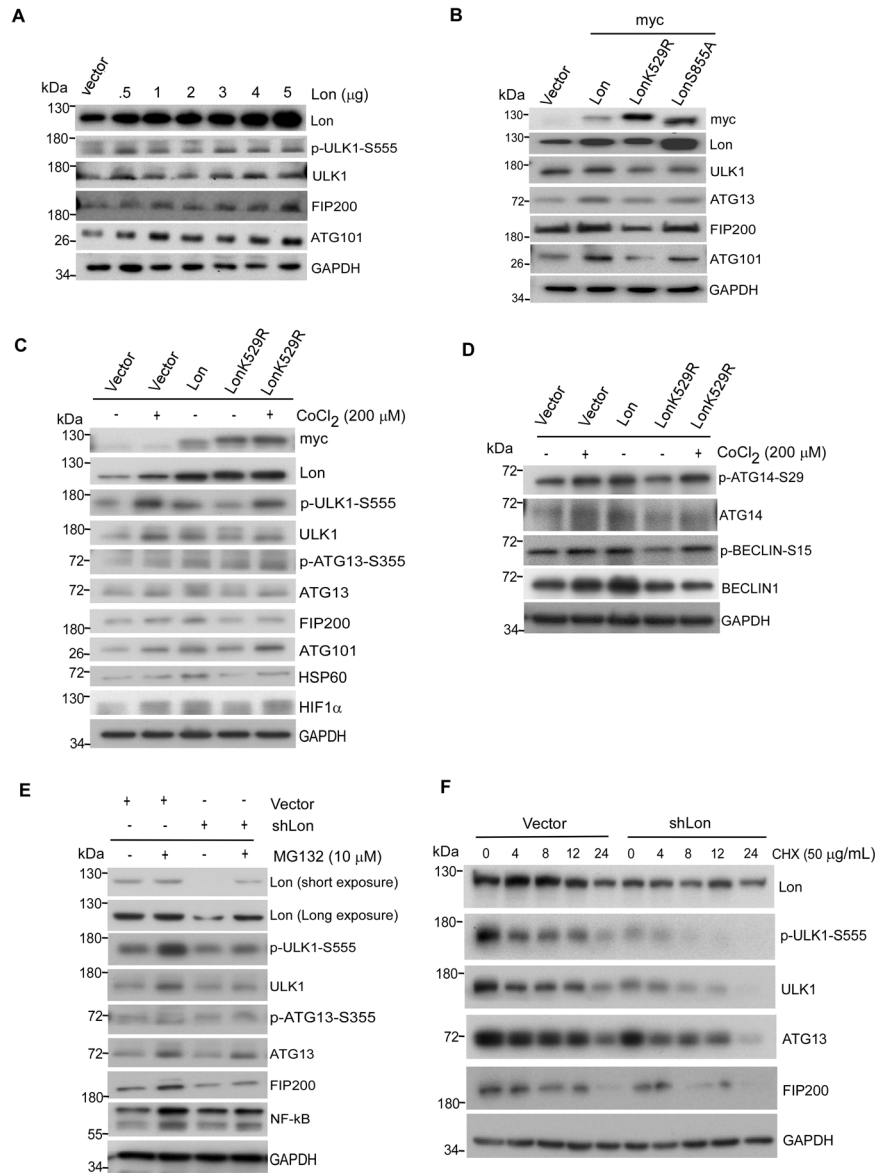 A
vector .5 1 2 3 4 5 Lon (µg)
kDa
130 Lon
180 p-ULK1-S555
180 ULK1
180 FIP200
26 ATG101
34 GAPDH
B
myc
Vector Lon LonK529R LonS855A
kDa
130 myc
130 Lon
180 ULK1
72 ATG13
180 FIP200
26 ATG101
34 GAPDH
C
Vector Vector Lon LonK529R LonK529R
- + - - + CoCl2 (200 µM)
kDa
130 myc
130 Lon
180 p-ULK1-S555
180 ULK1
72 p-ATG13-S355
72 ATG13
180 FIP200
26 ATG101
72 HSP60
130 HIF1α
34 GAPDH
D
Vector Vector Lon LonK529R LonK529R
- + - - + CoCl2 (200 µM)
kDa
72 p-ATG14-S29
72 ATG14
72 p-BECLIN-S15
72 BECLIN1
34 GAPDH
E
+ + - - Vector
- - + + shLon
- + - + MG132 (10 µM)
kDa
130 Lon (short exposure)
130 Lon (Long exposure)
180 p-ULK1-S555
180 ULK1
72 p-ATG13-S355
72 ATG13
180 FIP200
55 NF-kB
34 GAPDH
F
Vector shLon
0 4 8 12 24 0 4 8 12 24 CHX (50 µg/mL)
kDa
130 Lon
180 p-ULK1-S555
180 ULK1
72 ATG13
180 FIP200
34 GAPDH